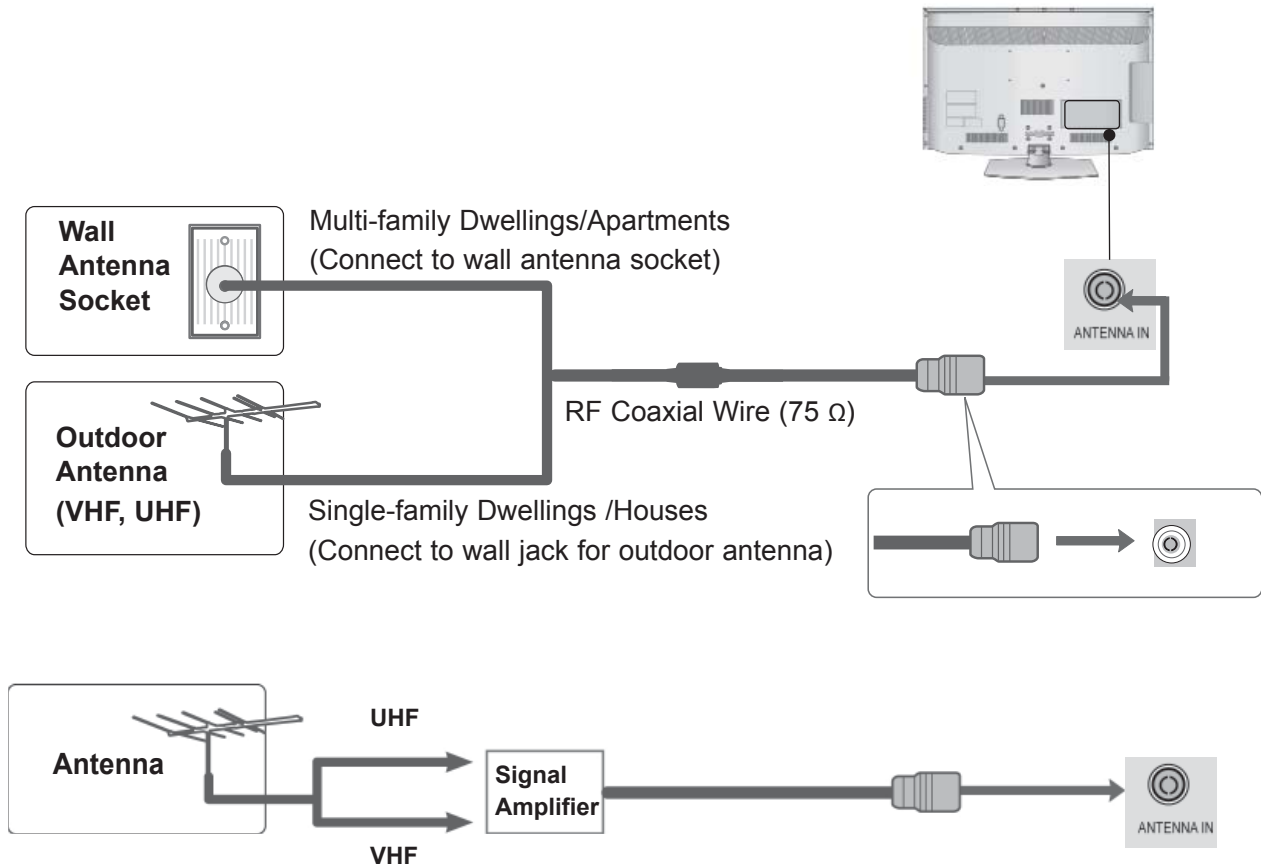 Wall
Antenna
Socket
Multi-family Dwellings/Apartments
(Connect to wall antenna socket)
ANTENNA IN
RF Coaxial Wire (75 Ω)
Outdoor
Antenna
(VHF, UHF)
Single-family Dwellings /Houses
(Connect to wall jack for outdoor antenna)
Antenna
UHF
VHF
Signal
Amplifier
ANTENNA IN